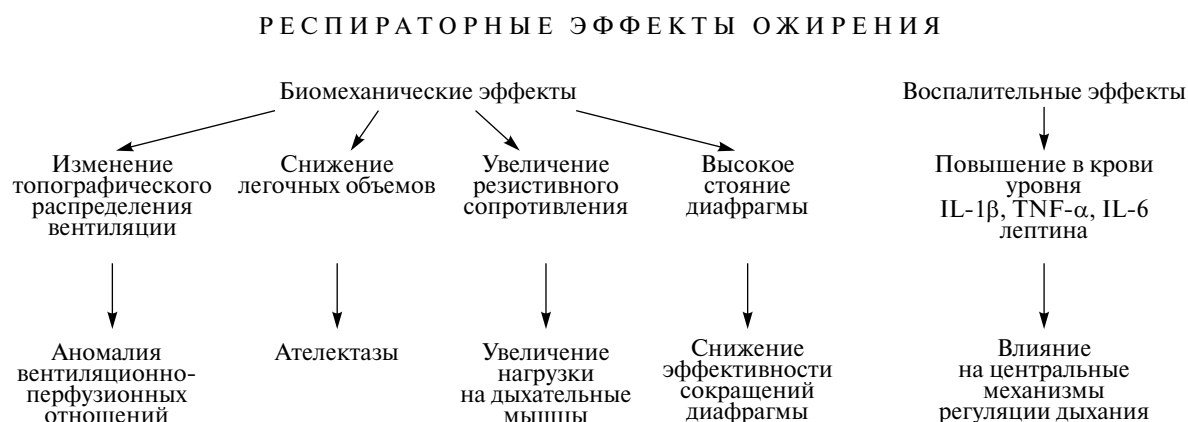 РЕСПИРАТОРНЫЕ ЭФФЕКТЫ ОЖИРЕНИЯ
Биомеханические эффекты
Воспалительные эффекты
Изменение
топографического
распределения
вентиляции
Снижение
легочных объемов
Увеличение
резистивного
сопротивления
Высокое
стояние
диафрагмы
Повышение в крови
уровня
IL-1β, TNF-α, IL-6
лептина
Аномалия
вентиляционно-
перфузионных
отношений
Ателектазы
Увеличение
нагрузки
на дыхательные
мышцы
Снижение
эффективности
сокращений
диафрагмы
Влияние
на центральные
механизмы
регуляции дыхания